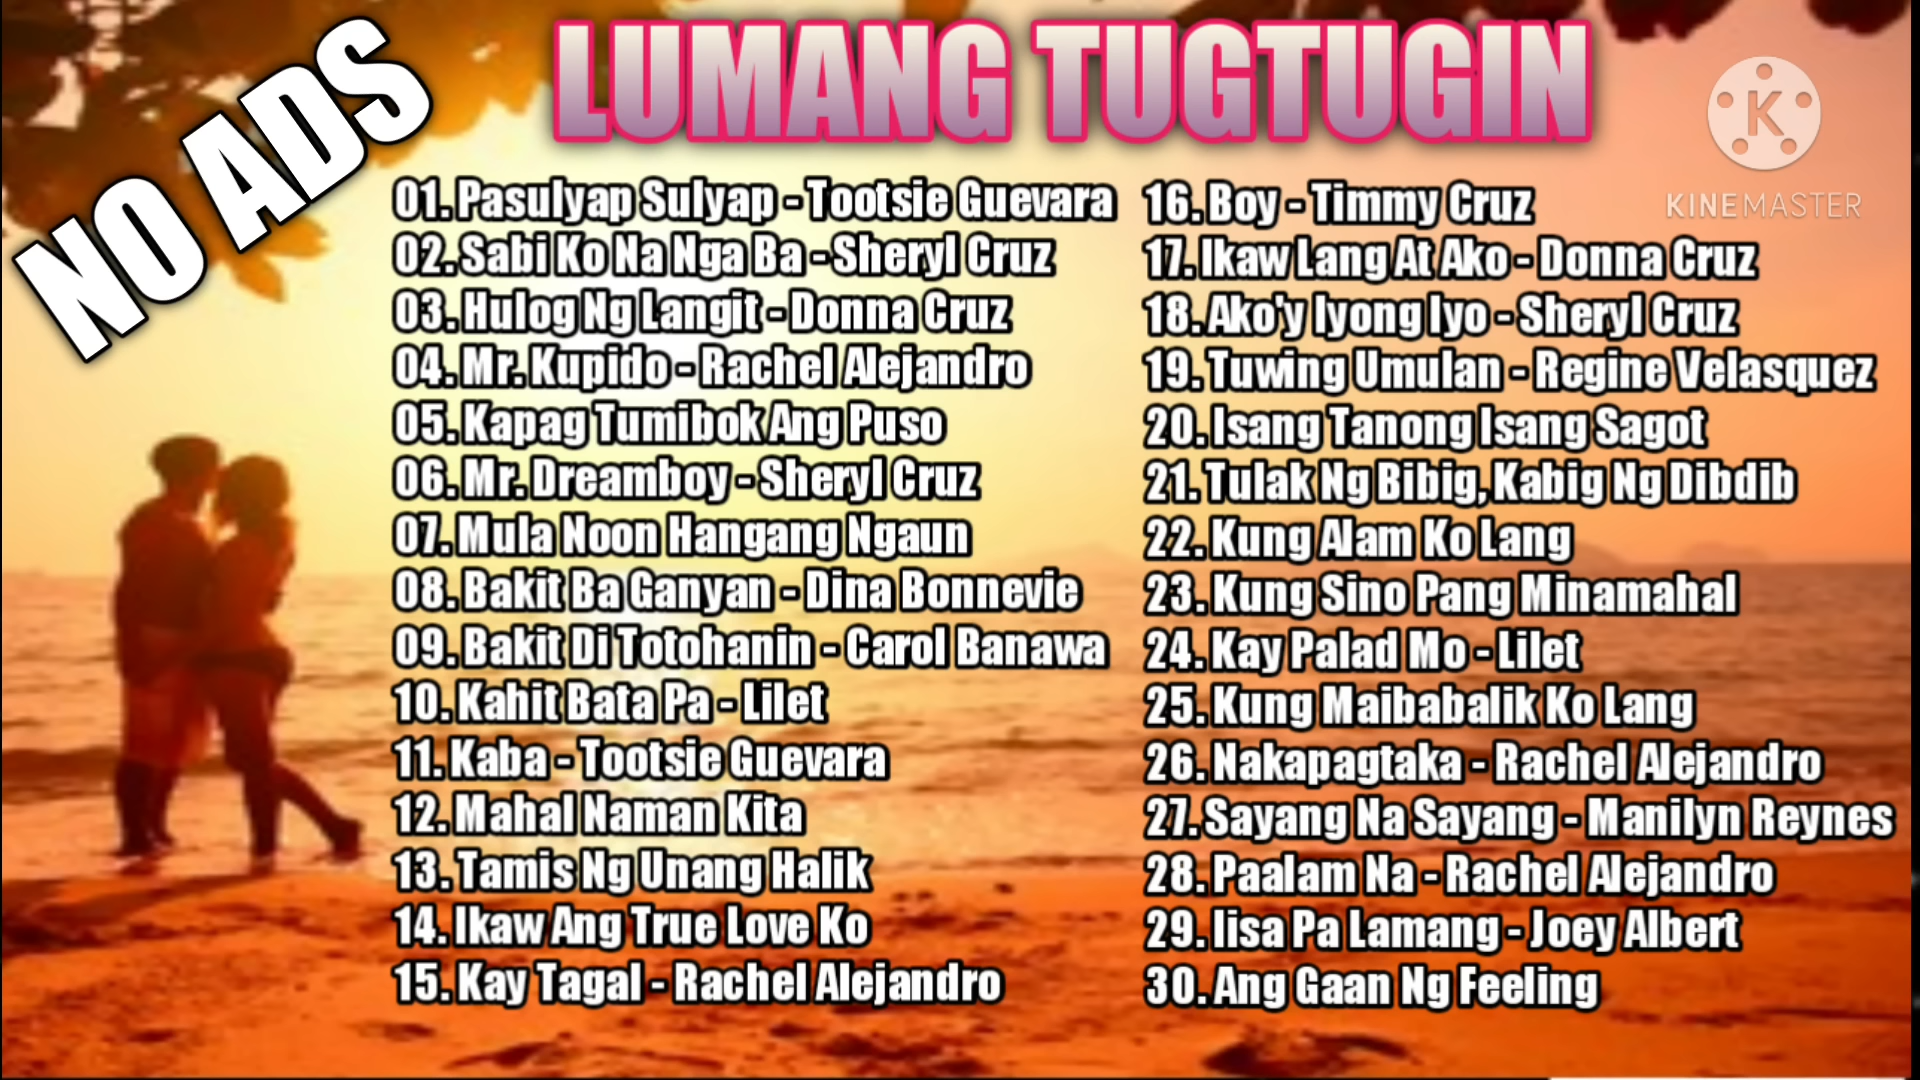 NO ADS
LUMANG TUGTUGIN
K
KINEMASTER
01. Pasulyap Sulyap - Tootsie Guevara
02. Sabi Ko Na Nga Ba - Sheryl Cruz
03. Hulog Ng Langit - Donna Cruz
04. Mr. Kupido - Rachel Alejandro
05. Kapag Tumibok Ang Puso
06. Mr. Dreamboy - Sheryl Cruz
07. Mula Noon Hangang Ngaun
08. Bakit Ba Ganyan - Dina Bonnevie
09. Bakit Di Totohanin - Carol Banawa
10. Kahit Bata Pa - Lilet
11. Kaba - Tootsie Guevara
12. Mahal Naman Kita
13. Tamis Ng Unang Halik
14. Ikaw Ang True Love Ko
15. Kay Tagal - Rachel Alejandro
16. Boy - Timmy Cruz
17. Ikaw Lang At Ako - Donna Cruz
18. Ako'y Iyong Iyo - Sheryl Cruz
19. Tuwing Umulan - Regine Velasquez
20. Isang Tanong Isang Sagot
21. Tulak Ng Bibig, Kabig Ng Dibdib
22. Kung Alam Ko Lang
23. Kung Sino Pang Minamahal
24. Kay Palad Mo - Lilet
25. Kung Maibabalik Ko Lang
26. Nakapagtaka - Rachel Alejandro
27. Sayang Na Sayang - Manilyn Reynes
28. Paalam Na - Rachel Alejandro
29. Iisa Pa Lamang - Joey Albert
30. Ang Gaan Ng Feeling